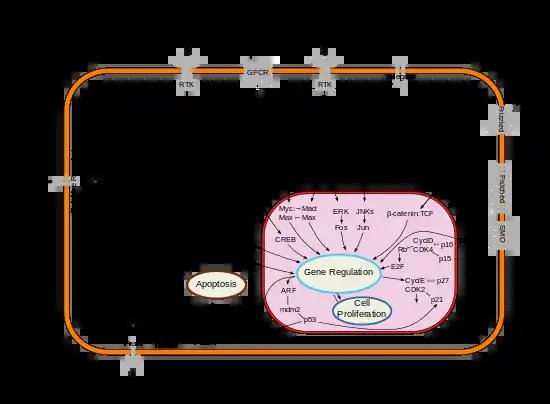 RTK
GPCR
RTK
Frizzled
Patched
SMO
Myc: Mad:
Max Max
ERK
JNKs
β-catenin:TCF
Fos
Jun
CREB
CycD
CDK4
p16
p15
Rb
E2F
Gene Regulation
CycE
CDK2
p27
p21
ARF
mdm2
p53
Cell
Proliferation
Apoptosis